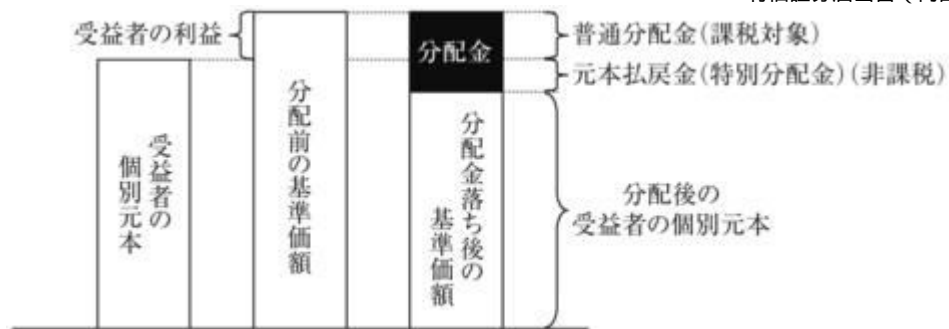 受益者の利益
分配金
普通分配金(課税対象)
元本払戻金(特別分配金)(非課税)
受益者の
個別元本
分配前の基準価額
分配金落ち後の
基準価額
分配後の
受益者の個別元本